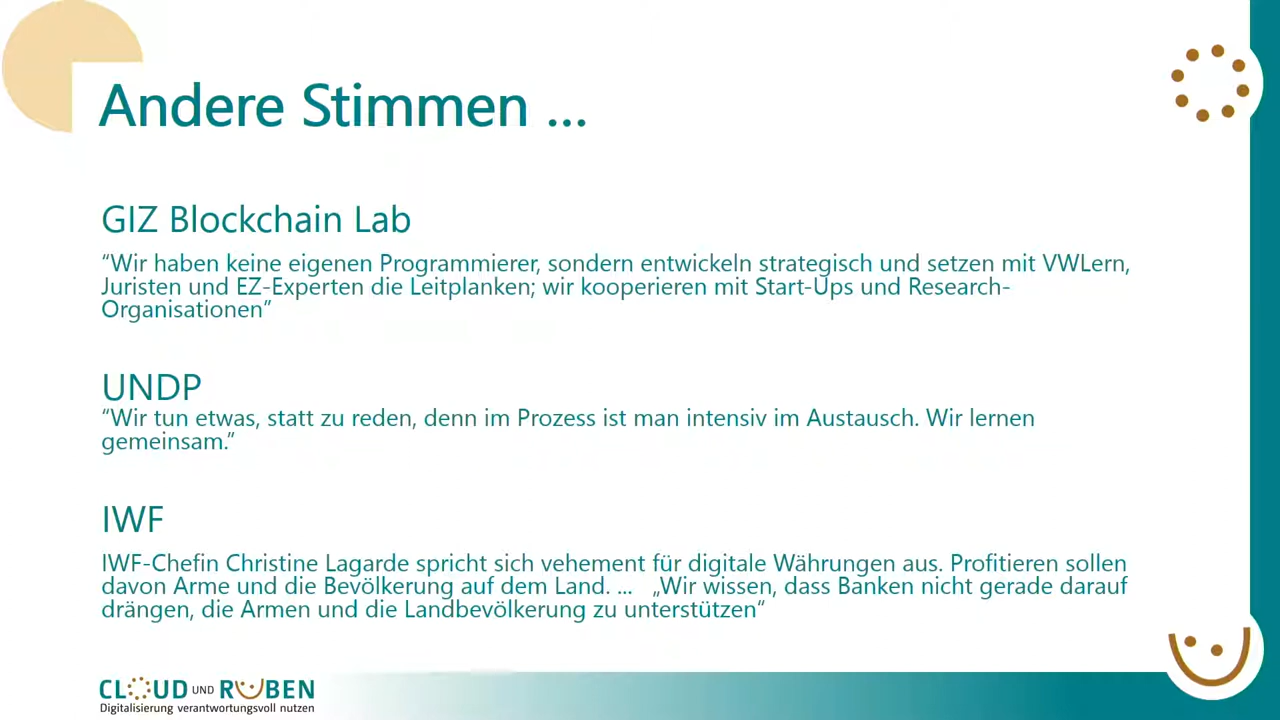 Andere Stimmen ...
GIZ Blockchain Lab
“Wir haben keine eigenen Programmierer, sondern entwickeln strategisch und setzen mit VWLern,
Juristen und EZ-Experten die Leitplanken; wir kooperieren mit Start-Ups und Research-
Organisationen”
UNDP
“Wir tun etwas, statt zu reden, denn im Prozess ist man intensiv im Austausch. Wir lernen
gemeinsam.”
IWF
IWF-Chefin Christine Lagarde spricht sich vehement für digitale Währungen aus. Profitieren sollen
davon Arme und die Bevölkerung auf dem Land. ... „Wir wissen, dass Banken nicht gerade darauf
drängen, die Armen und die Landbevölkerung zu unterstützen“
CLOUD UND RUBEN
Digitalisierung verantwortungsvoll nutzen